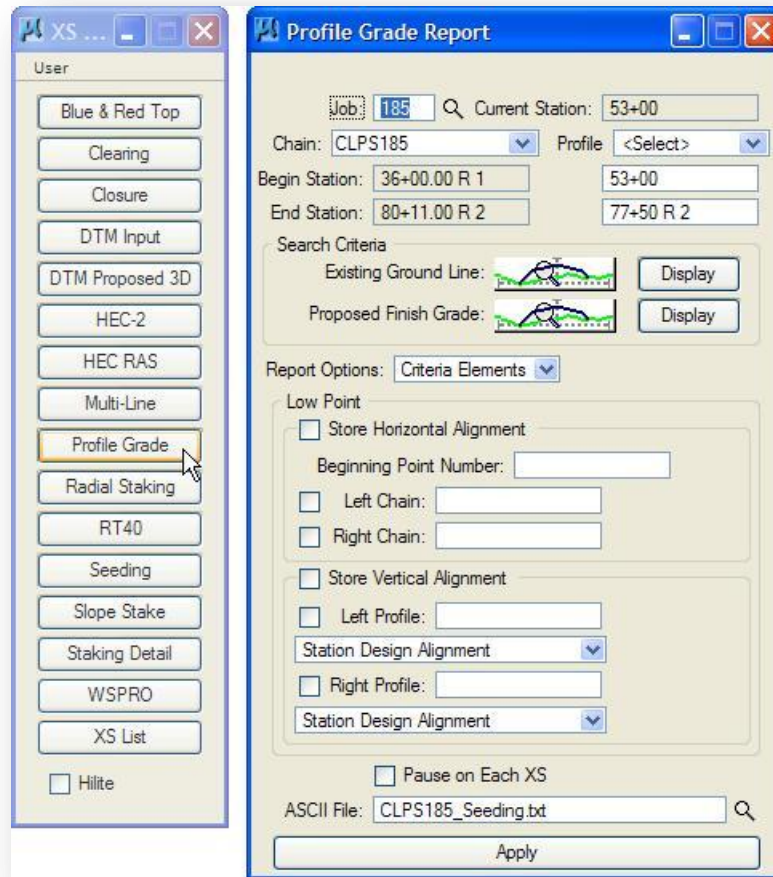 XS ...
User
Blue & Red Top
Clearing
Closure
DTM Input
DTM Proposed 3D
HEC-2
HEC RAS
Multi-Line
Profile Grade
Radial Staking
RT40
Seeding
Slope Stake
Staking Detail
WSPRO
XS List
Hilite
Profile Grade Report
Job: 185 Current Station: 53+00
Chain: CLPS185 Profile <Select>
Begin Station: 36+00.00 R 1 53+00
End Station: 80+11.00 R 2 77+50 R 2
Search Criteria
Existing Ground Line: Display
Proposed Finish Grade: Display
Report Options: Criteria Elements
Low Point
Store Horizontal Alignment
Beginning Point Number:
Left Chain:
Right Chain:
Store Vertical Alignment
Left Profile:
Station Design Alignment
Right Profile:
Station Design Alignment
Pause on Each XS
ASCII File: CLPS185_Seeding.txt
Apply